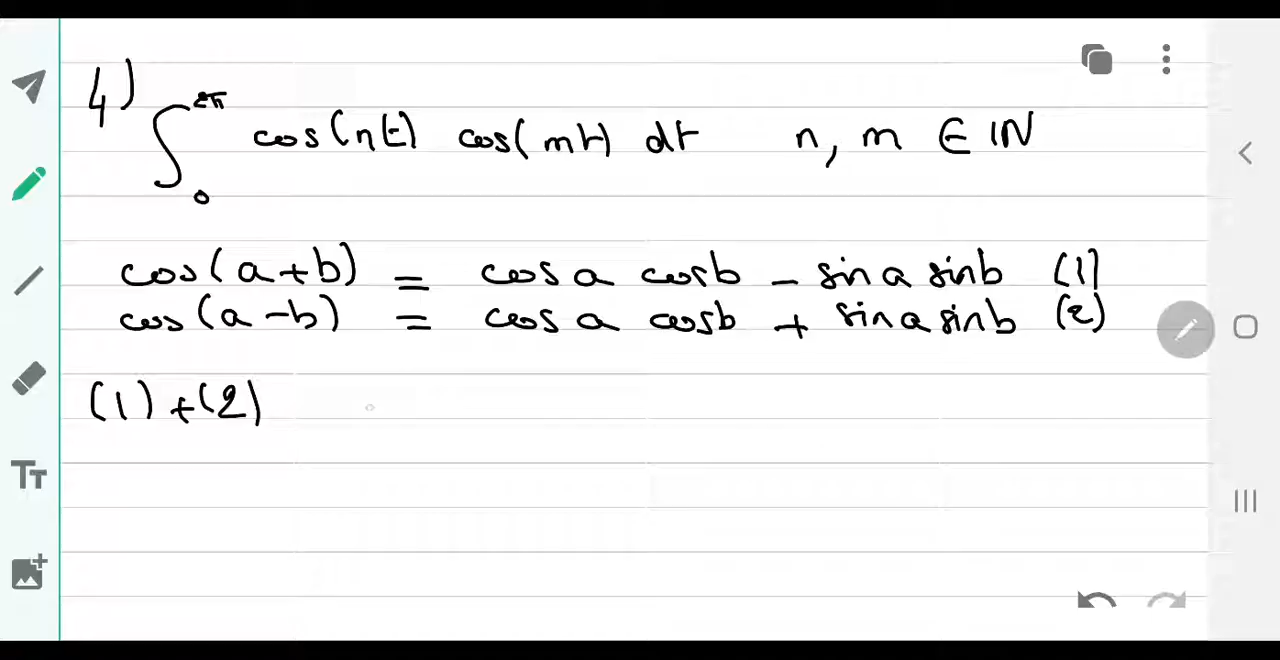 4)
∫₀^2π cos(nt) cos(mt) dt n, m ∈ ℕ
cos(a+b) = cos a cos b - sin a sin b (1)
cos(a-b) = cos a cos b + sin a sin b (2)
(1)+(2)
TT